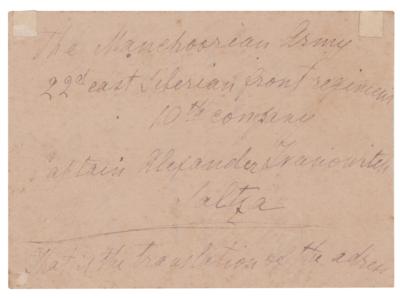 The Manchoorian Army
22d east Siberian front regiment
10th company
Captain Alexander Ivanowitch
Saltza
That is the translation of the adress